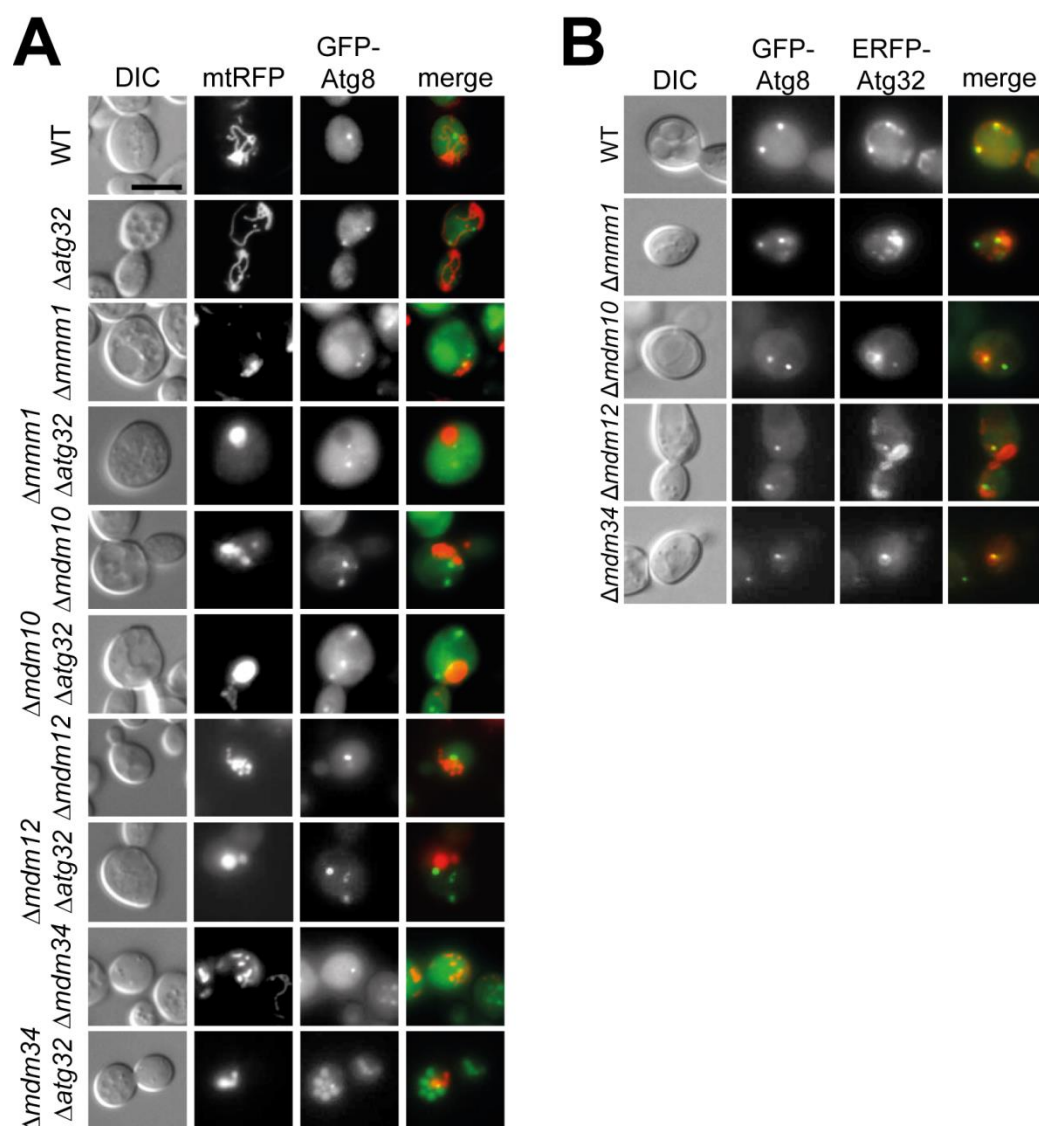 A
DIC
mtRFP
GFP-
Atg8
merge
WT
Δatg32
Δmmm1
Δmmm1
Δatg32
Δmdm10
Δmdm10
Δatg32
Δmdm12
Δmdm12
Δatg32
Δmdm34
Δmdm34
Δatg32
B
DIC
GFP-
Atg8
ERFP-
Atg32
merge
WT
Δmmm1
Δmdm10
Δmdm12
Δmdm34